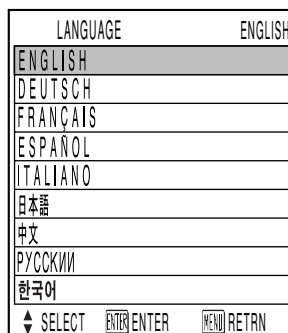 LANGUAGE ENGLISH
ENGLISH
DEUTSCH
FRANÇAIS
ESPAÑOL
ITALIANO
日本語
中文
РУССКИЙ
한국어
SELECT ENTER ENTER MENU RETRN